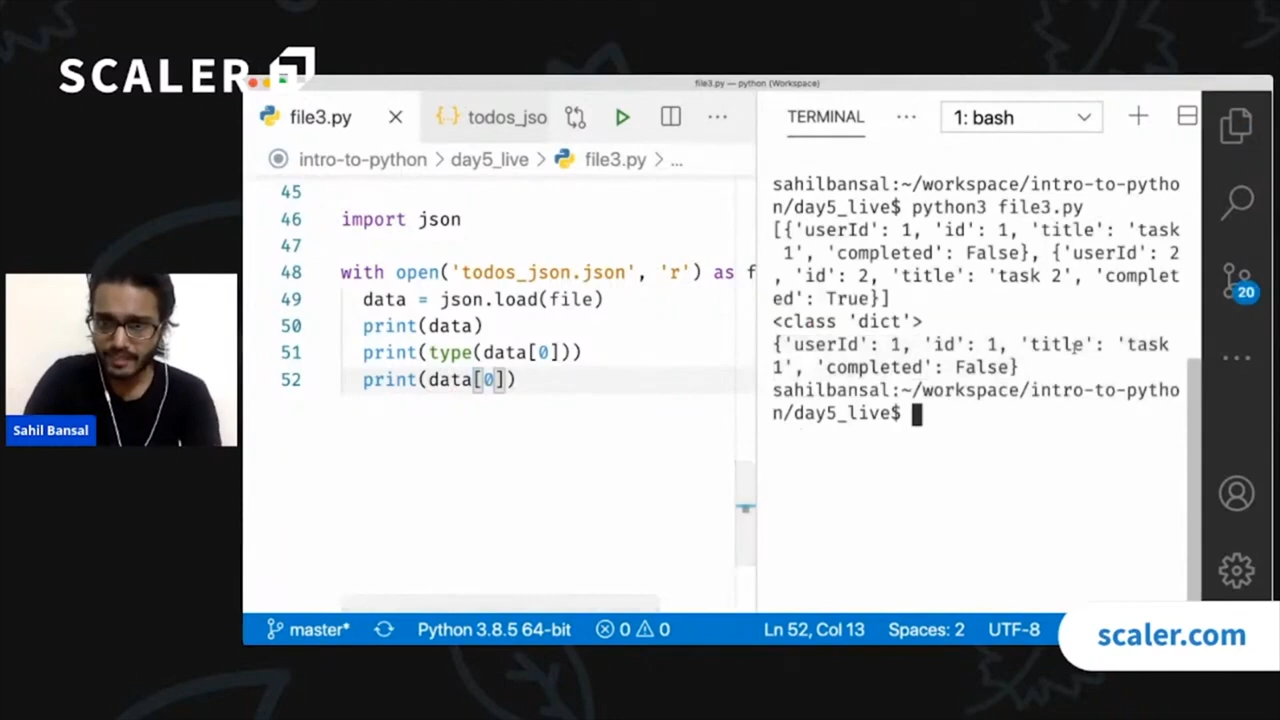 SCALER
file3.py — python (Workspace)
file3.py
todos_jso
TERMINAL
1: bash
intro-to-python > day5_live > file3.py > ...
45
46 import json
47
48 with open('todos_json.json', 'r') as f
49 data = json.load(file)
50 print(data)
51 print(type(data[0]))
52 print(data[0])
sahilbansal:~/workspace/intro-to-pytho
n/day5_live$ python3 file3.py
[{'userId': 1, 'id': 1, 'title': 'task
1', 'completed': False}, {'userId': 2
, 'id': 2, 'title': 'task 2', 'complet
ed': True}]
<class 'dict'>
{'userId': 1, 'id': 1, 'title': 'task
1', 'completed': False}
sahilbansal:~/workspace/intro-to-pytho
n/day5_live$
20
Sahil Bansal
master*
Python 3.8.5 64-bit
0
0
Ln 52, Col 13
Spaces: 2
UTF-8
scaler.com